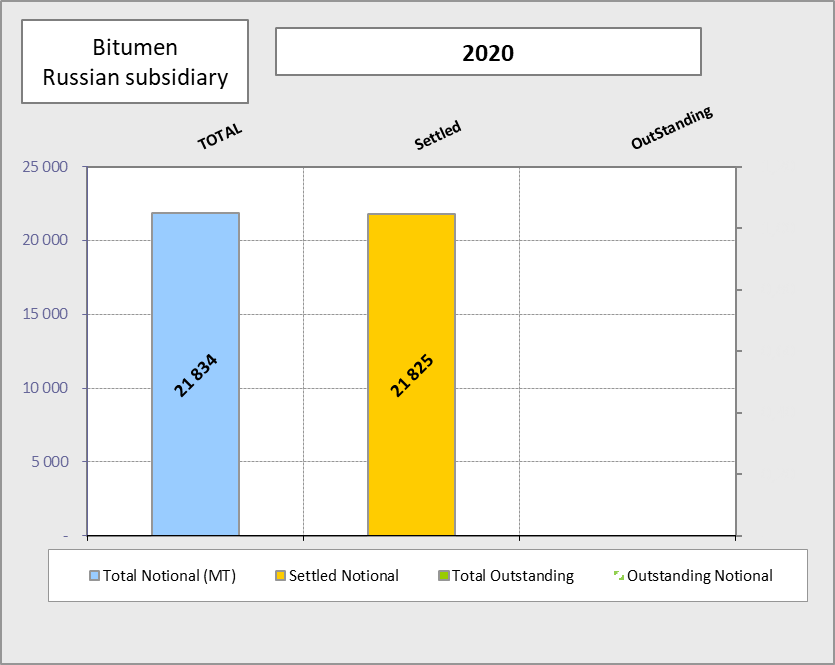 Bitumen
Russian subsidiary
2020
TOTAL
Settled
OutStanding
25 000
20 000
15 000
10 000
5 000
-
21 834
21 825
Total Notional (MT)
Settled Notional
Total Outstanding
Outstanding Notional